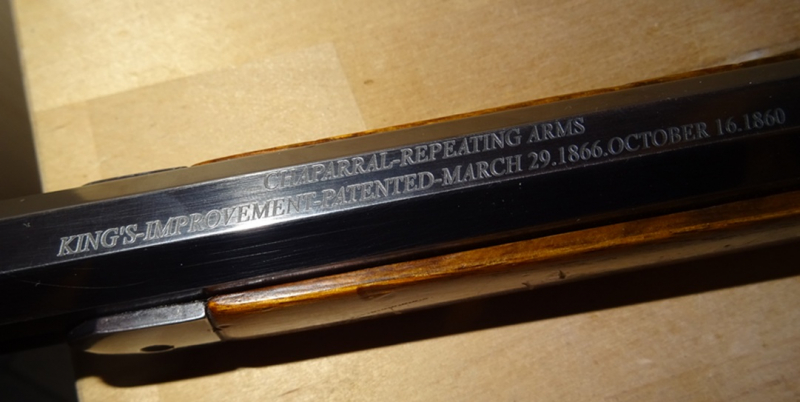 CHAPARRAL-REPEATING ARMS
KING'S-IMPROVEMENT-PATENTED-MARCH 29.1866.OCTOBER 16.1860